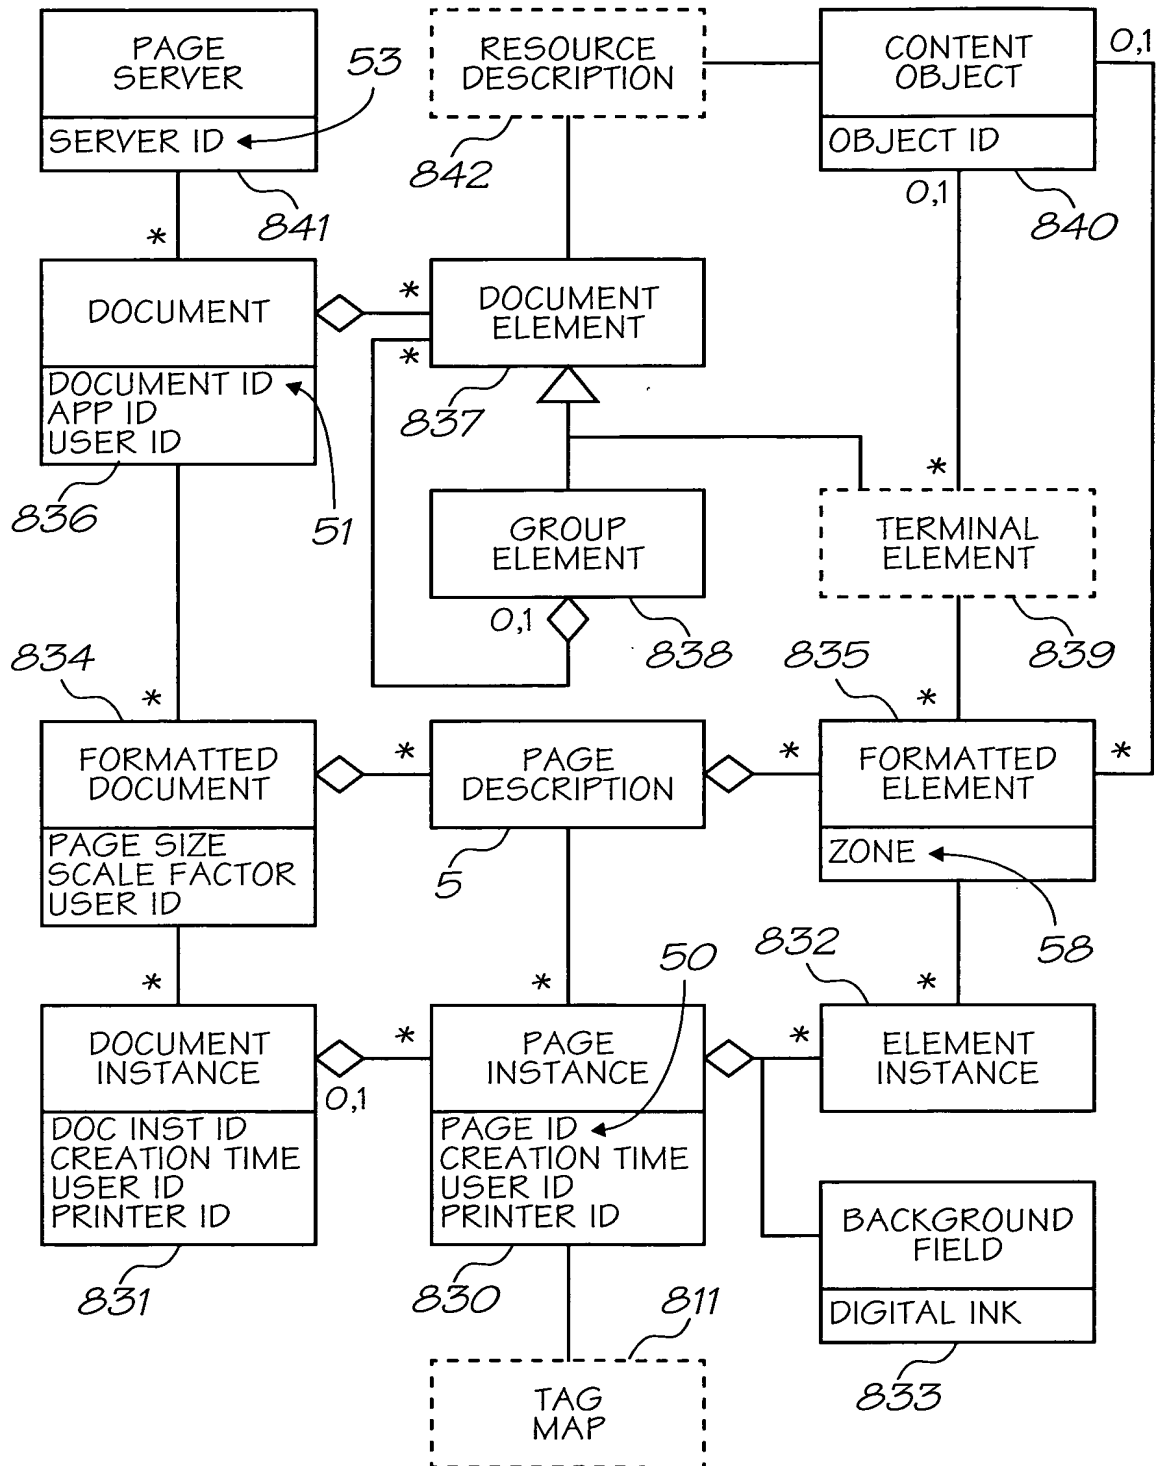 PAGE
SERVER
SERVER ID
53
841
RESOURCE
DESCRIPTION
842
CONTENT
OBJECT
OBJECT ID
0,1
0,1
840
*
DOCUMENT
DOCUMENT ID
APP ID
USER ID
836
51
*
*
DOCUMENT
ELEMENT
837
GROUP
ELEMENT
0,1
838
*
TERMINAL
ELEMENT
839
834
*
FORMATTED
DOCUMENT
PAGE SIZE
SCALE FACTOR
USER ID
*
PAGE
DESCRIPTION
5
*
835
*
FORMATTED
ELEMENT
*
ZONE
58
*
DOCUMENT
INSTANCE
0,1
DOC INST ID
CREATION TIME
USER ID
PRINTER ID
831
*
*
50
PAGE
INSTANCE
PAGE ID
CREATION TIME
USER ID
PRINTER ID
830
832
*
*
ELEMENT
INSTANCE
BACKGROUND
FIELD
DIGITAL INK
833
811
TAG
MAP